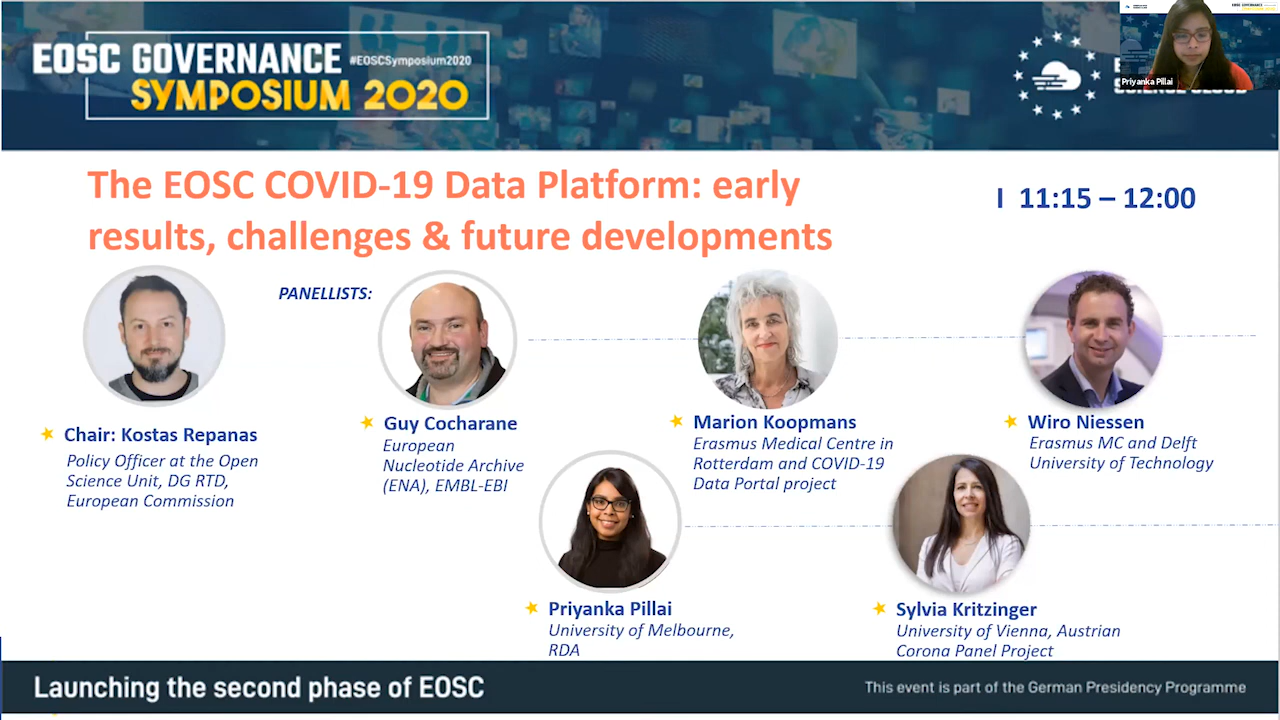 EOSC GOVERNANCE #EOSCSymposium2020
SYMPOSIUM 2020
Priyanka Pillai
The EOSC COVID-19 Data Platform: early
results, challenges & future developments
I 11:15 – 12:00
PANELLISTS:
Chair: Kostas Repanas
Policy Officer at the Open
Science Unit, DG RTD,
European Commission
Guy Cocharane
European
Nucleotide Archive
(ENA), EMBL-EBI
Marion Koopmans
Erasmus Medical Centre in
Rotterdam and COVID-19
Data Portal project
Wiro Niessen
Erasmus MC and Delft
University of Technology
Priyanka Pillai
University of Melbourne,
RDA
Sylvia Kritzinger
University of Vienna, Austrian
Corona Panel Project
Launching the second phase of EOSC
This event is part of the German Presidency Programme